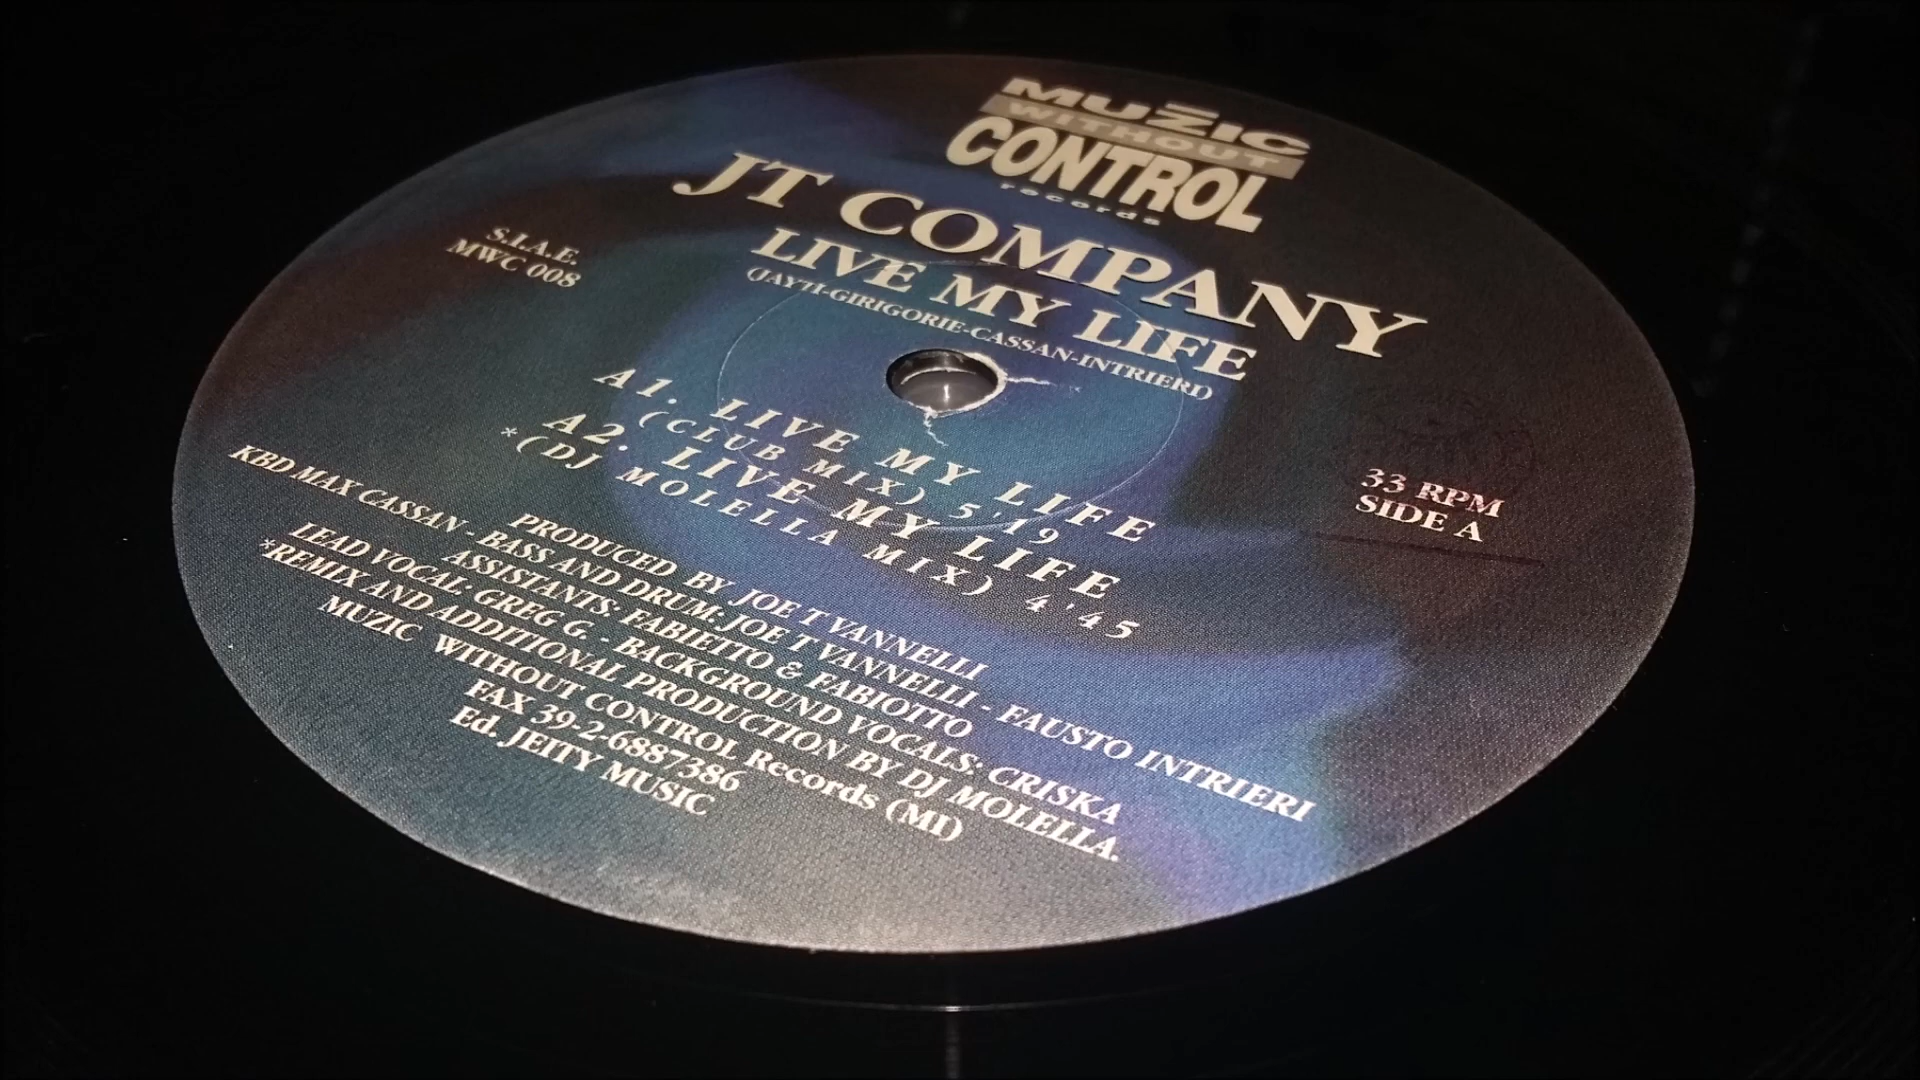 MUZIC
WITHOUT
CONTROL
records
JT COMPANY
LIVE MY LIFE
(JAYTI-GIRIGORIE-CASSAN-INTRIERI)
S.I.A.E.
MWC 008
A1. LIVE MY LIFE
(CLUB MIX) 5'19
A2. LIVE MY LIFE
*(DJ MOLELLA MIX) 4'45
33 RPM
SIDE A
PRODUCED BY JOE T VANNELLI
KBD MAX CASSAN - BASS AND DRUM: JOE T VANNELLI - FAUSTO INTRIERI
ASSISTANTS: FABIETTO & FABIOTTO
LEAD VOCAL: GREG G. - BACKGROUND VOCALS: CRISKA
*REMIX AND ADDITIONAL PRODUCTION BY DJ MOLELLA.
MUZIC WITHOUT CONTROL Records (MI)
FAX 39-2-6887386
Ed. JEITY MUSIC